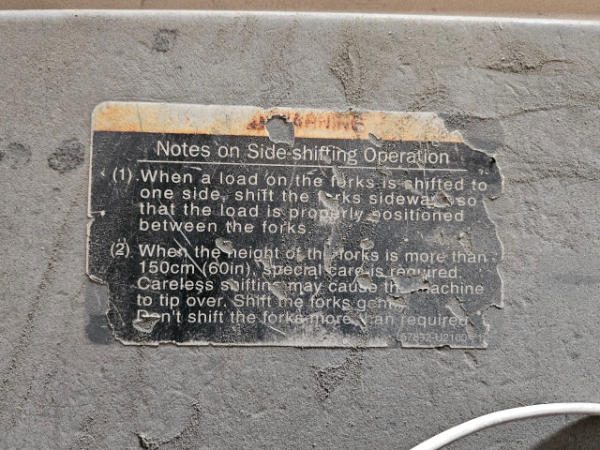 WARNING
Notes on Side-shifting Operation
(1) When a load on the forks is shifted to
one side, shift the forks sideways so
that the load is properly positioned
between the forks
(2) When the height of the forks is more than
150cm (60in), special care is required.
Careless shifting may cause the machine
to tip over. Shift the forks gently.
Don't shift the forks more than required.